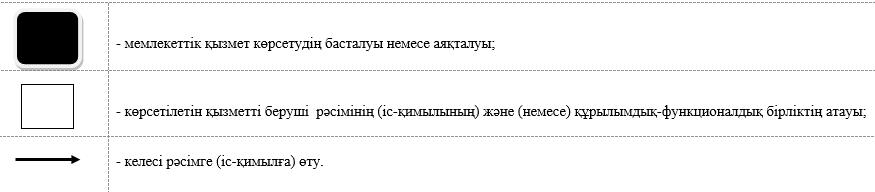 - мемлекеттік қызмет көрсетудің басталуы немесе аяқталуы;
- көрсетілетін қызметті беруші рәсімінің (іс-қимылының) және (немесе) құрылымдық-функционалдық бірліктің атауы;
- келесі рәсімге (іс-қимылға) өту.